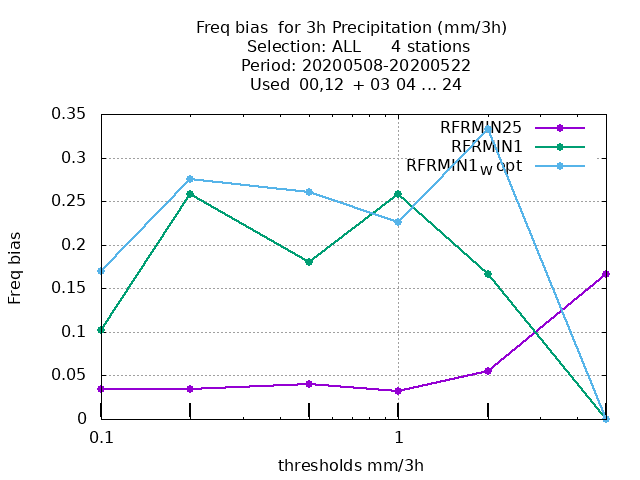 Freq bias  for 3h Precipitation (mm/3h)
Selection: ALL      4 stations
Period: 20200508-20200522
Used  00,12  + 03 04 ... 24
RFRMIN25
RFRMIN1
RFRMIN1_W opt
0.35
0.3
0.25
0.2
0.15
0.1
0.05
0
Freq bias
0.1
1
thresholds mm/3h